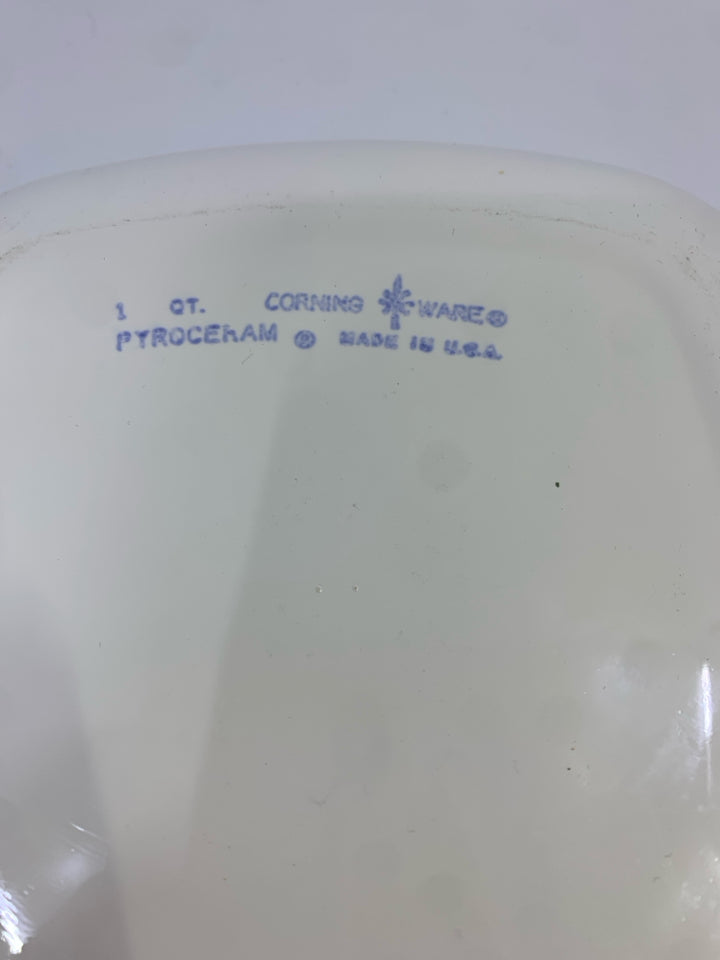 1 QT. CORNING WARE®
PYROCERAM ® MADE IN U.S.A.